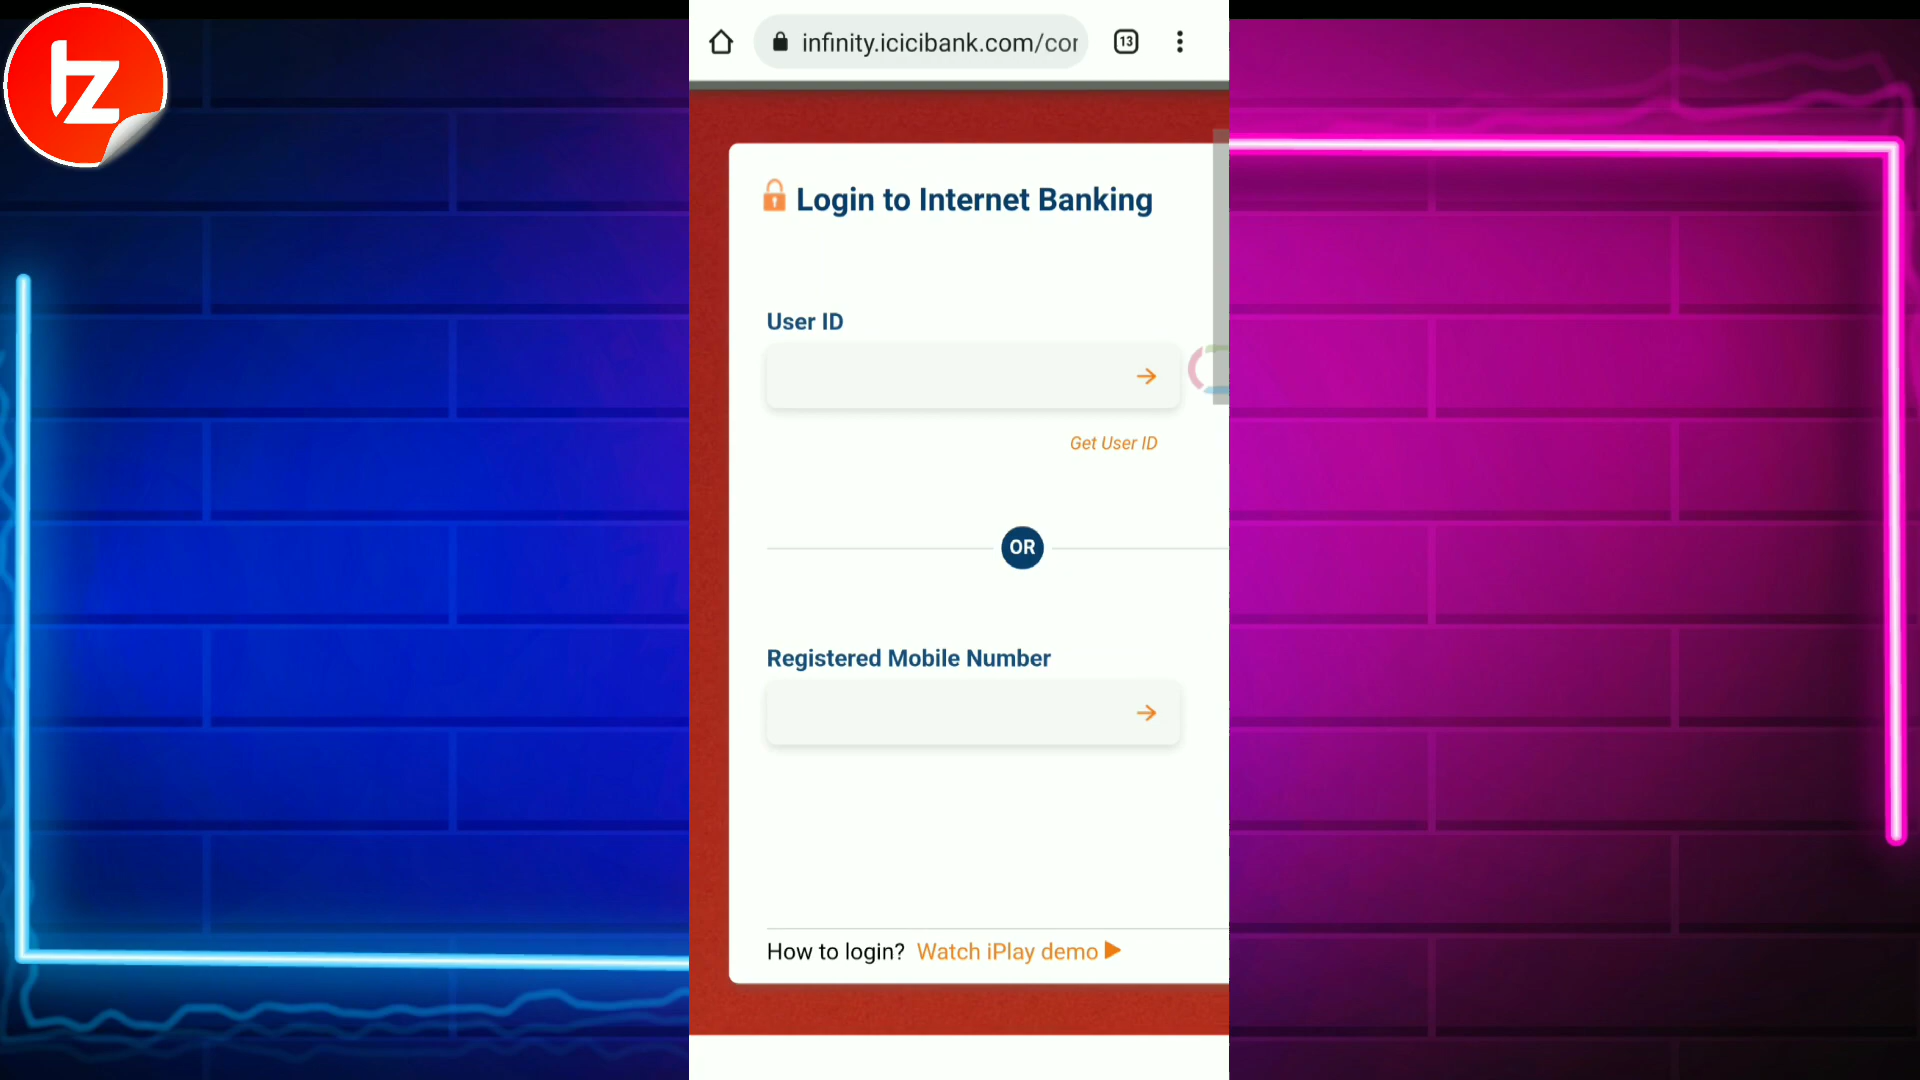 tz
infinity.icicibank.com/cor
13
Login to Internet Banking
User ID
Get User ID
OR
Registered Mobile Number
How to login? Watch iPlay demo